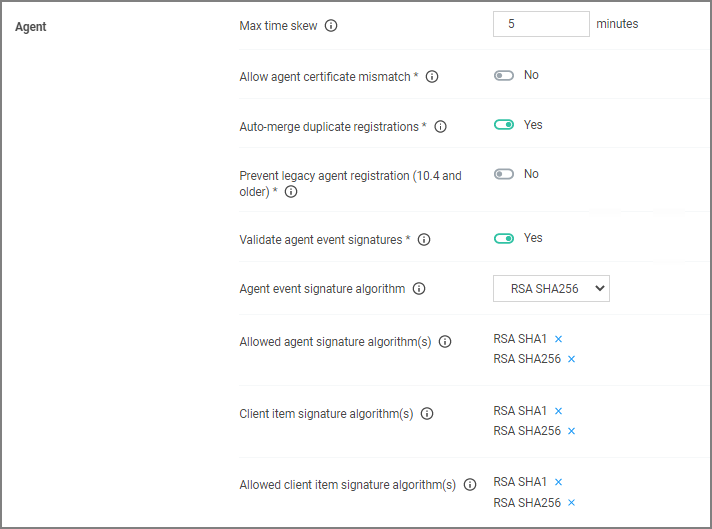 Agent
Max time skew
5 minutes
Allow agent certificate mismatch *
No
Auto-merge duplicate registrations *
Yes
Prevent legacy agent registration (10.4 and
older) *
No
Validate agent event signatures *
Yes
Agent event signature algorithm
RSA SHA256
Allowed agent signature algorithm(s)
RSA SHA1 ×
RSA SHA256 ×
Client item signature algorithm(s)
RSA SHA1 ×
RSA SHA256 ×
Allowed client item signature algorithm(s)
RSA SHA1 ×
RSA SHA256 ×